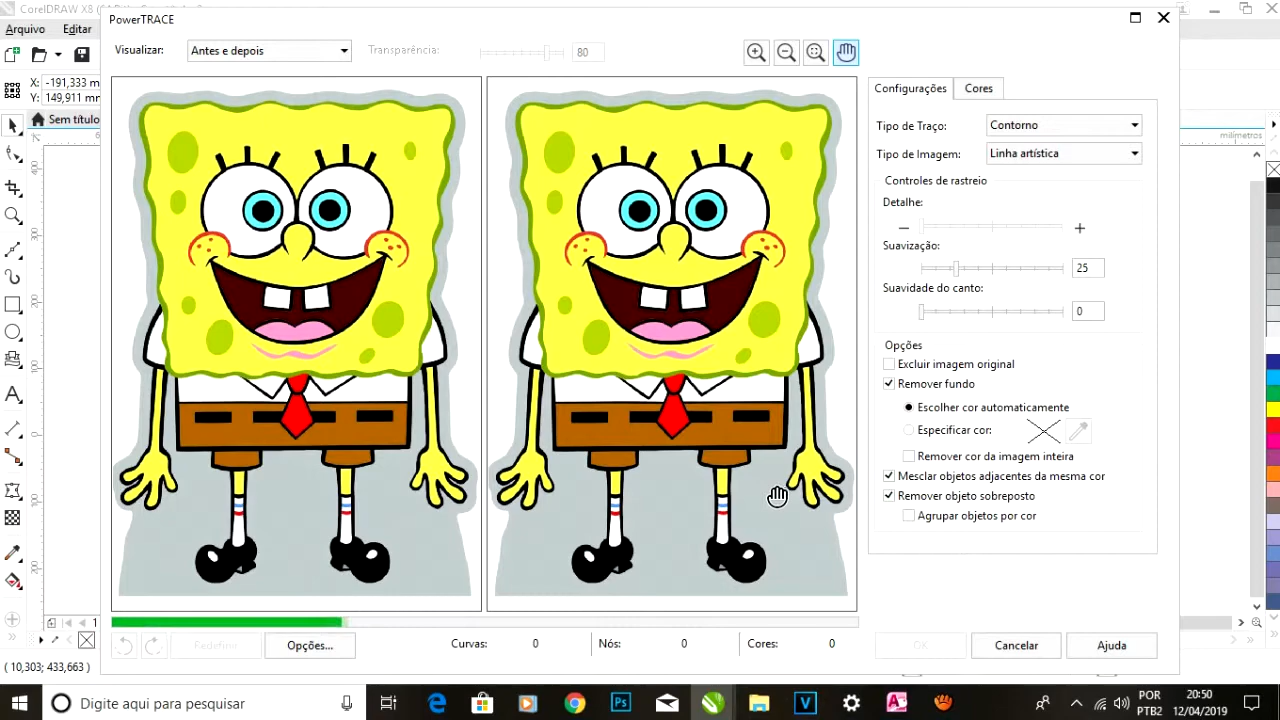 CorelDRAW X8
PowerTRACE
Arquivo Editar
Visualizar: Antes e depois Transparência: 80
X: -191,333 m
Y: 149,911 mm
Sem título
milímetros
Configurações Cores
Tipo de Traço: Contorno
Tipo de Imagem: Linha artística
Controles de rastreio
Detalhe:
Suavização:
25
Suavidade do canto:
0
Opções
Excluir imagem original
Remover fundo
Escolher cor automaticamente
Especificar cor:
Remover cor da imagem inteira
Mesclar objetos adjacentes da mesma cor
Remover objeto sobreposto
Agrupar objetos por cor
Redefinir Opções... Curvas: 0 Nós: 0 Cores: 0 OK Cancelar Ajuda
( 10,303; 433,663 )
Digite aqui para pesquisar
POR 20:50
PTB2 12/04/2019